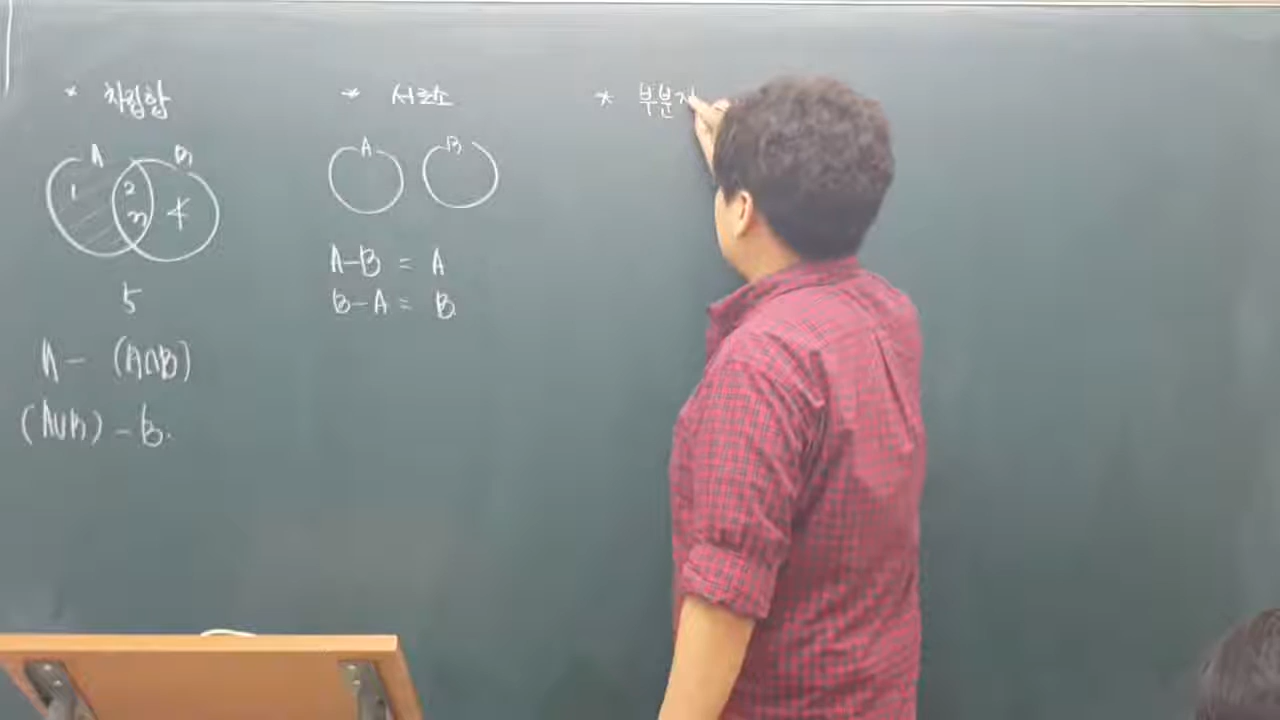 * 차집합
A B
1 2 3 4
5
A - (A∩B)
(A∪B) - B.
* 서로소
A B
A-B = A
B-A = B.
* 부분